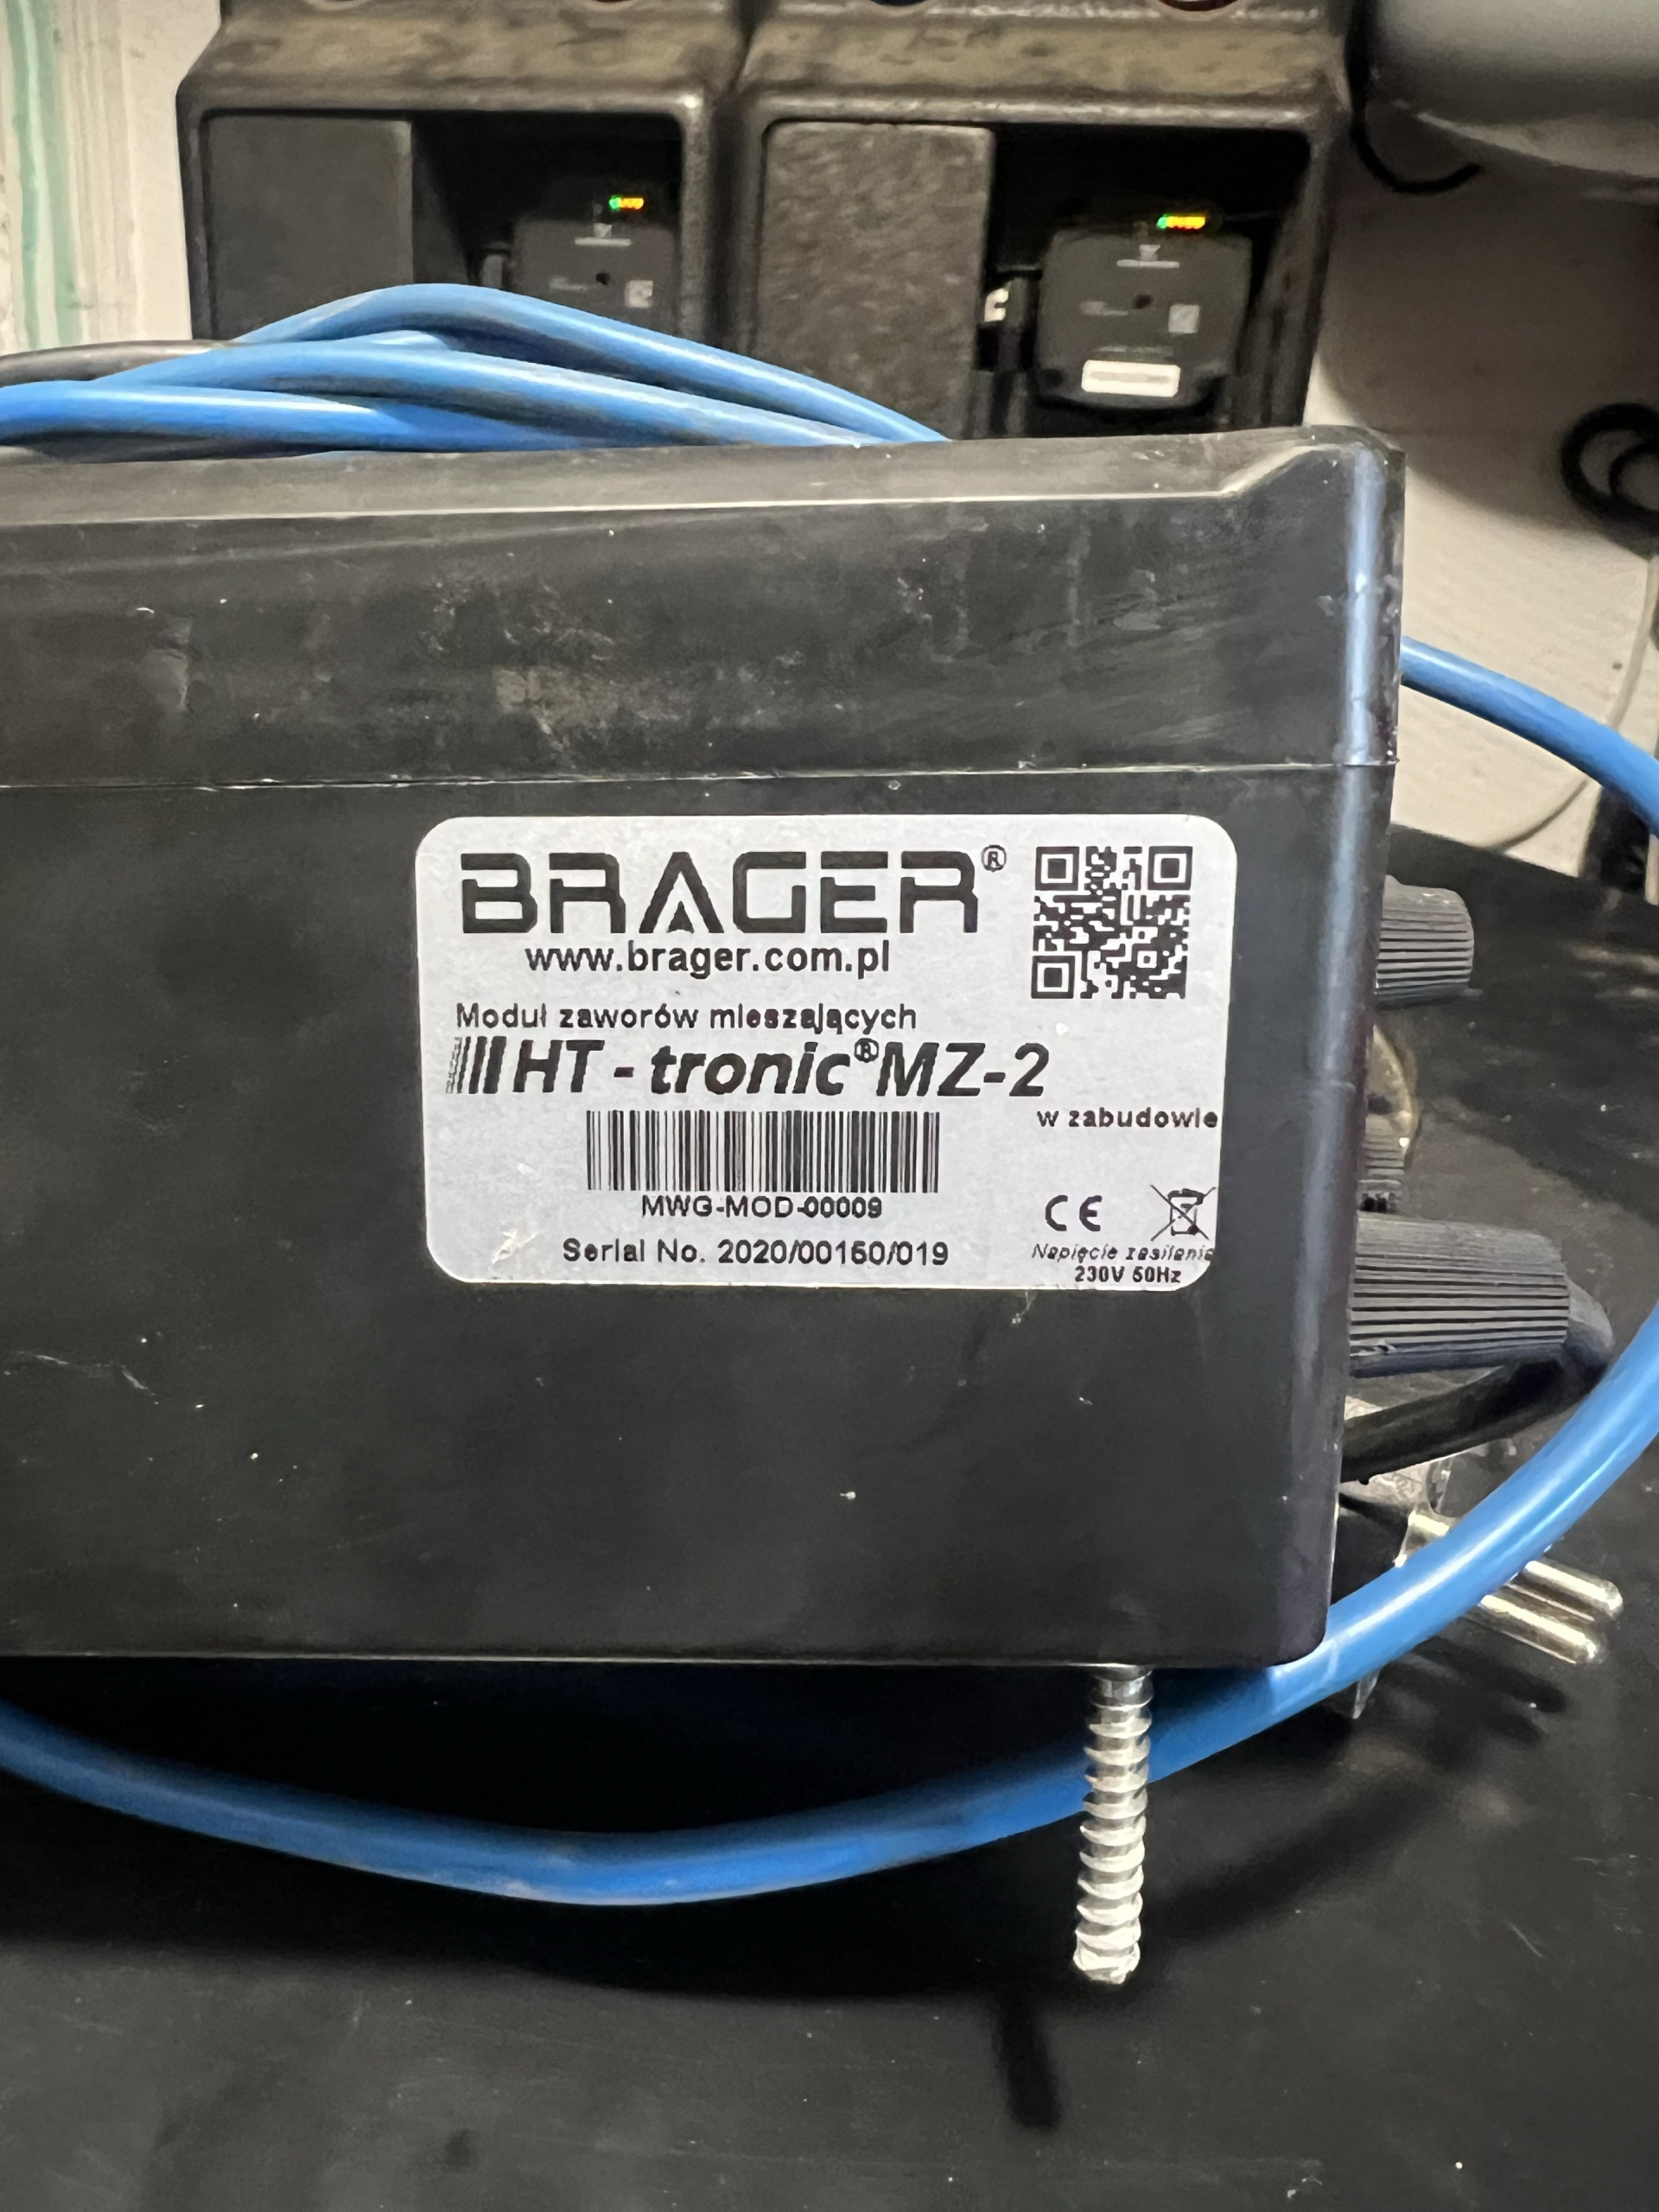 BRAGER®
www.brager.com.pl
Moduł zaworów mieszających
HT - tronic® MZ-2
w zabudowie
MWG-MOD-00009
CE
Serial No. 2020/00160/019
Napięcie zasilania
230V 50Hz